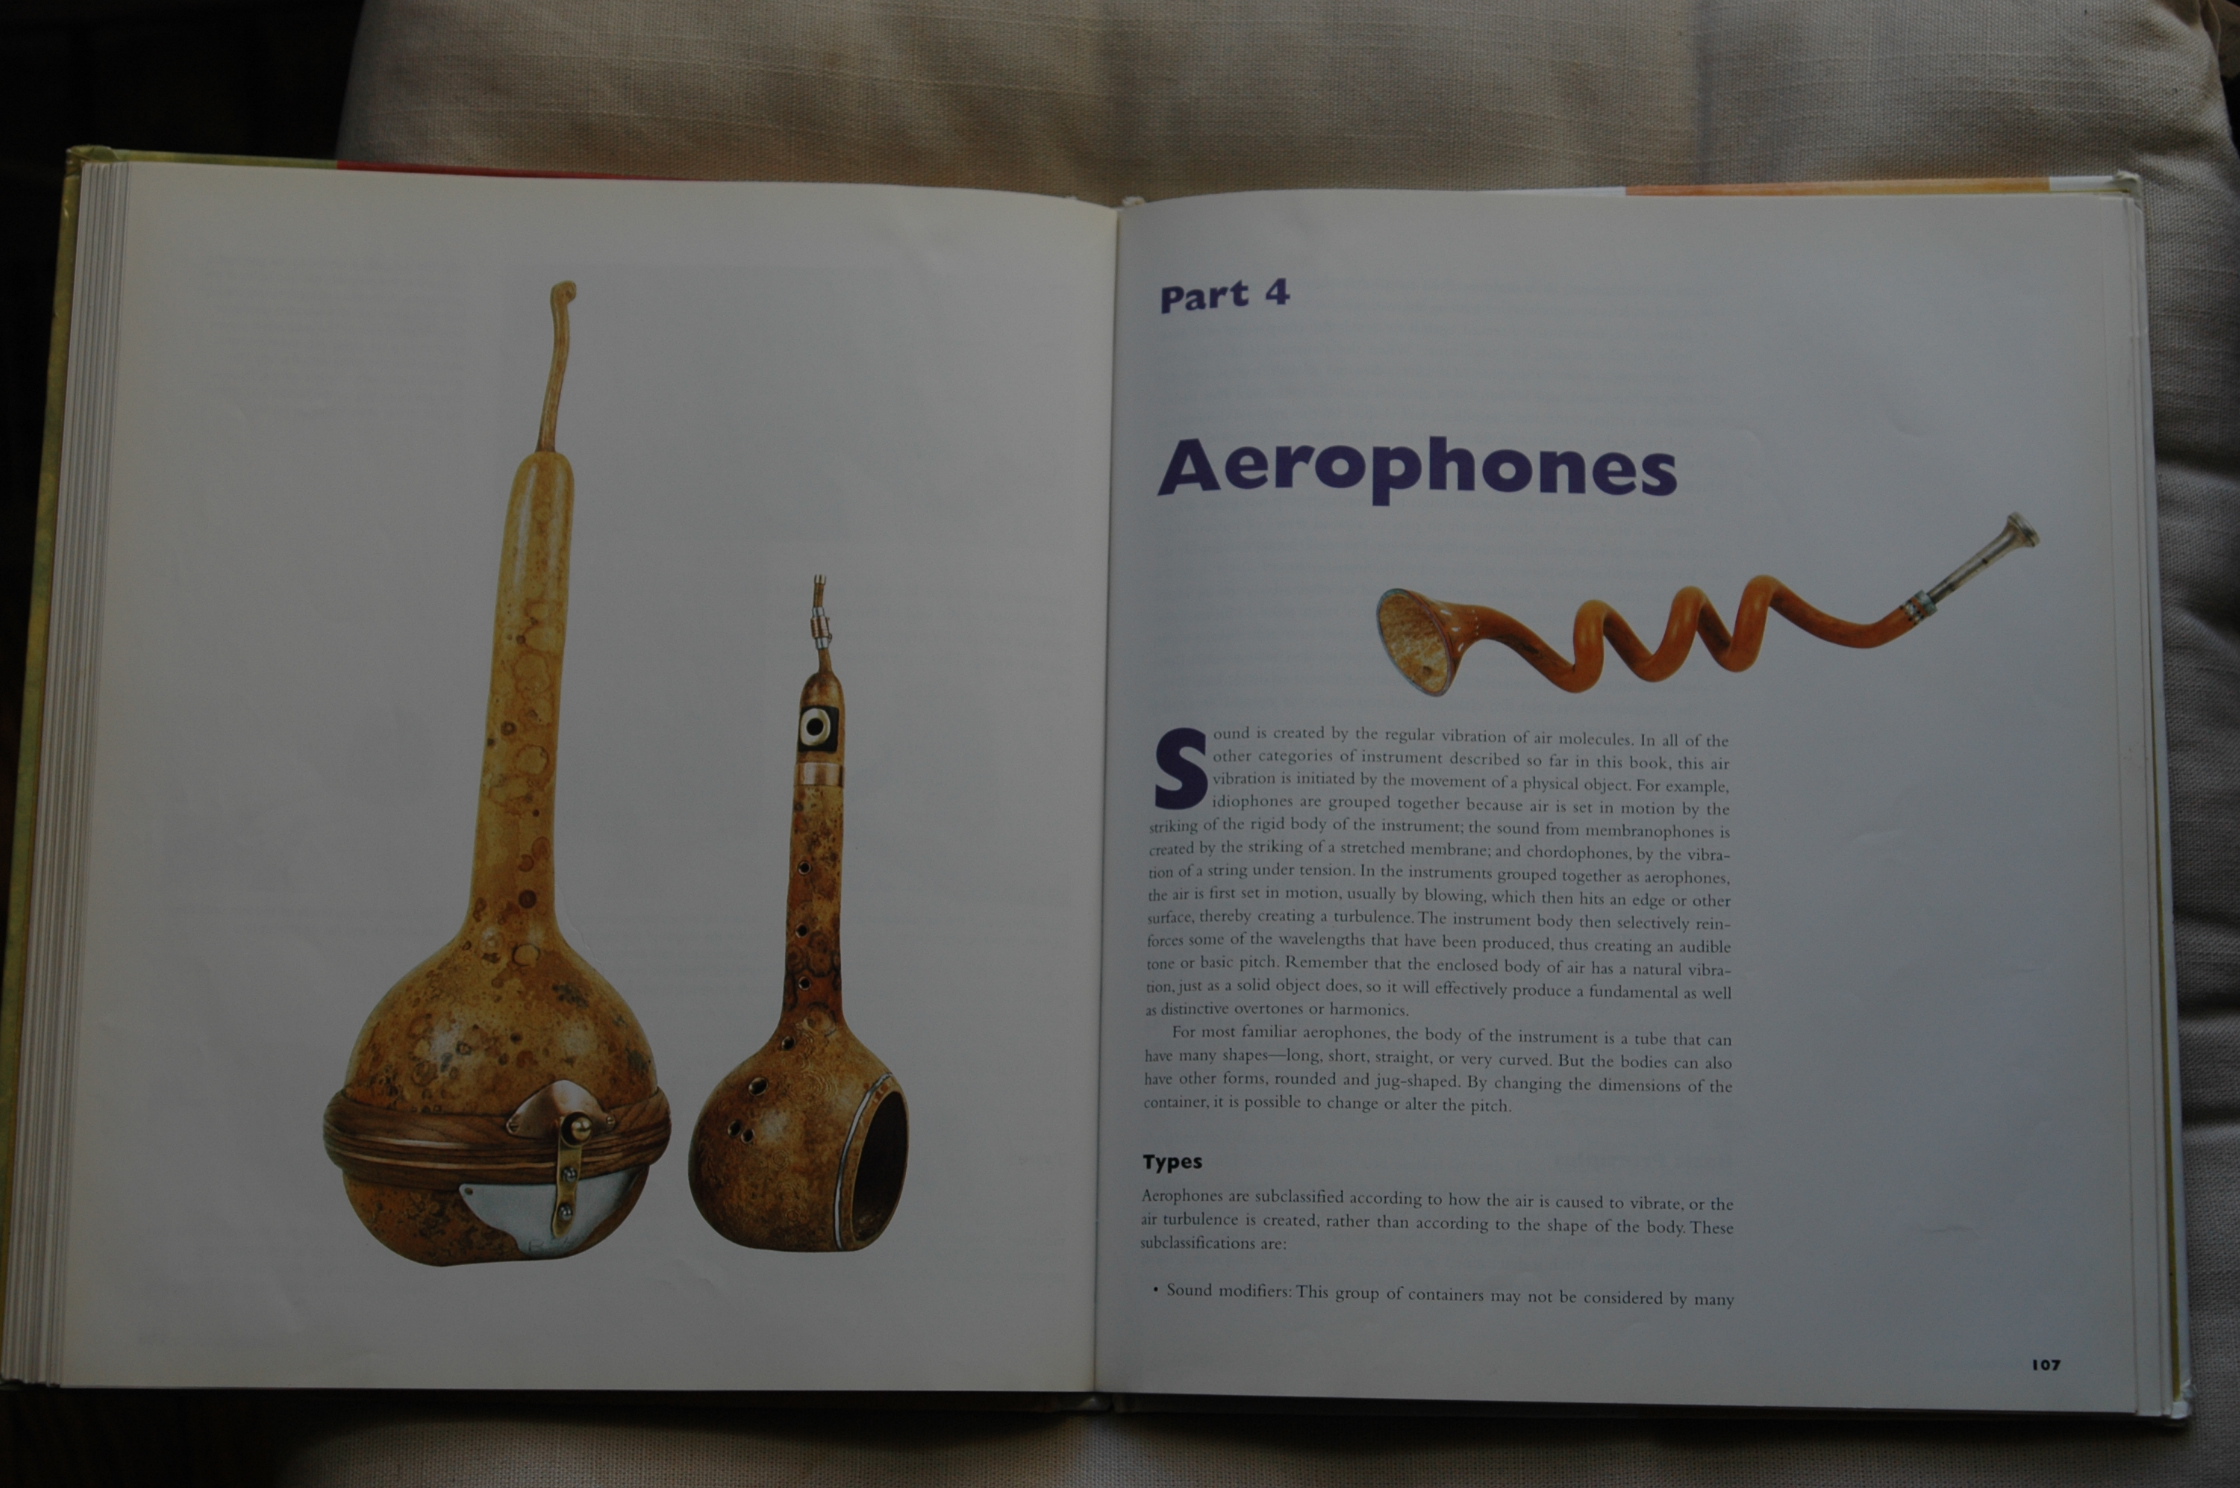 Part 4
Aerophones
Sound is created by the regular vibration of air molecules. In all of the
other categories of instrument described so far in this book, this air
vibration is initiated by the movement of a physical object. For example,
idiophones are grouped together because air is set in motion by the
striking of the rigid body of the instrument; the sound from membranophones is
created by the striking of a stretched membrane; and chordophones, by the vibra-
tion of a string under tension. In the instruments grouped together as aerophones,
the air is first set in motion, usually by blowing, which then hits an edge or other
surface, thereby creating a turbulence. The instrument body then selectively rein-
forces some of the wavelengths that have been produced, thus creating an audible
tone or basic pitch. Remember that the enclosed body of air has a natural vibra-
tion, just as a solid object does, so it will effectively produce a fundamental as well
as distinctive overtones or harmonics.
For most familiar aerophones, the body of the instrument is a tube that can
have many shapes—long, short, straight, or very curved. But the bodies can also
have other forms, rounded and jug-shaped. By changing the dimensions of the
container, it is possible to change or alter the pitch.
Types
Aerophones are subclassified according to how the air is caused to vibrate, or the
air turbulence is created, rather than according to the shape of the body. These
subclassifications are:
• Sound modifiers: This group of containers may not be considered by many
107